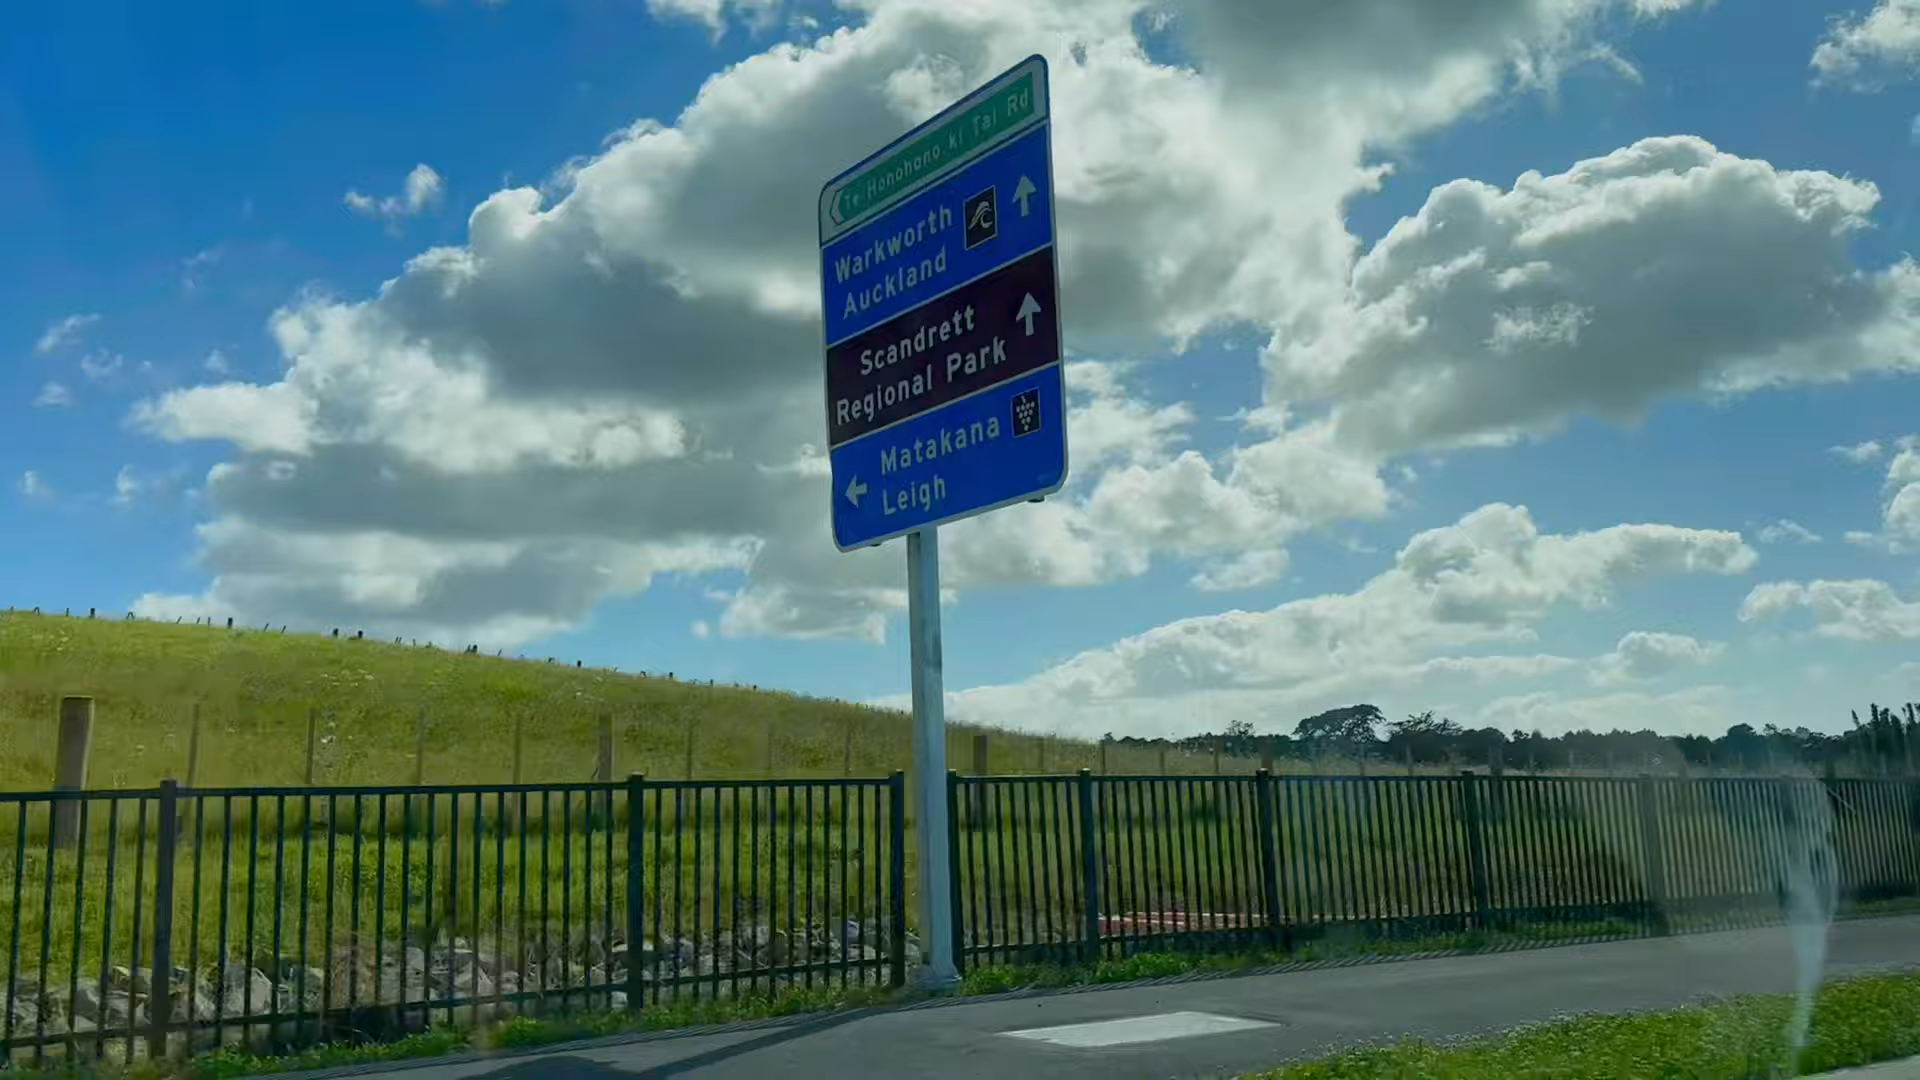 Te Honohono ki Tai Rd
Warkworth
Auckland
Scandrett
Regional Park
Matakana
Leigh